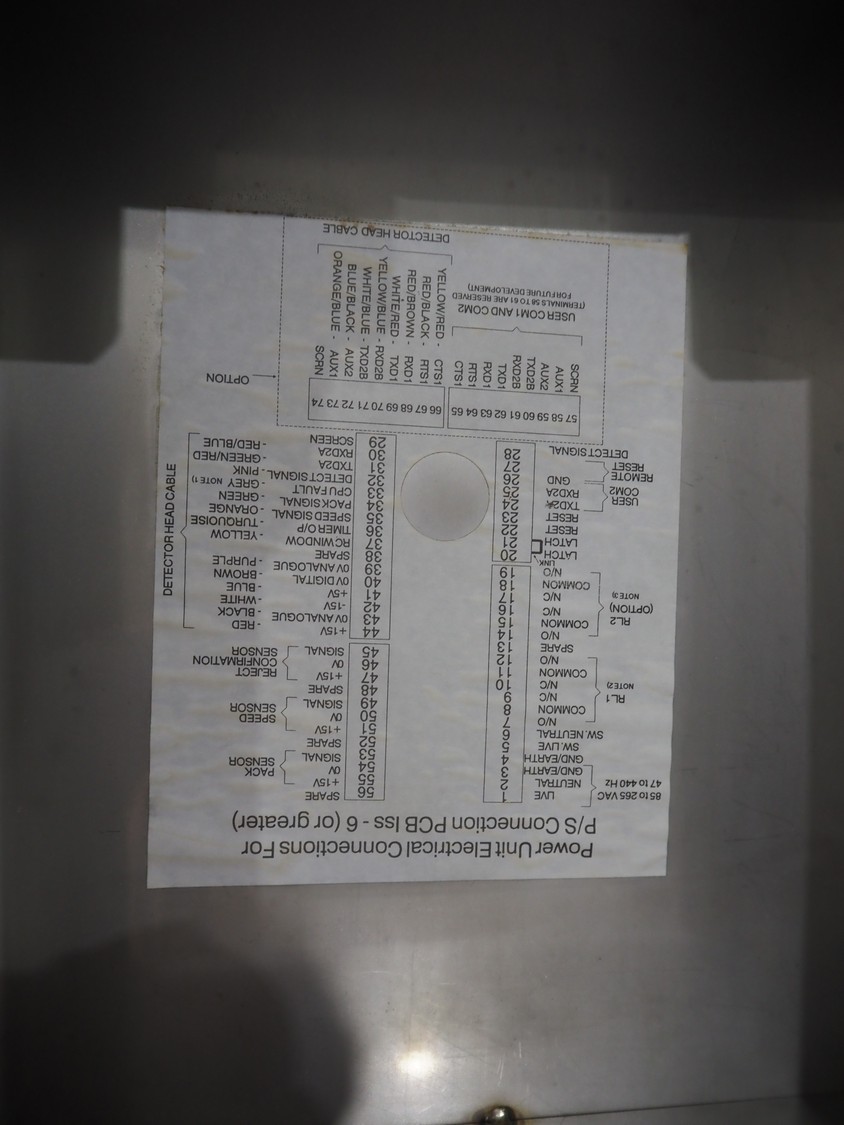 Power Unit Electrical Connections For
P/S Connection PCB Iss - 6 (or greater)
85 to 265 VAC
47 to 440 Hz
LIVE 1
NEUTRAL 2
GND/EARTH 3
GND/EARTH 4
SW. LIVE 5
SW. NEUTRAL 6
RL1
NOTE 2)
N/O 7
COMMON 8
N/C 9
N/C 10
COMMON 11
N/O 12
SPARE 13
RL2
(OPTION)
NOTE 3)
N/O 14
COMMON 15
N/C 16
N/C 17
COMMON 18
N/O 19
LINK
LATCH 20
LATCH 21
RESET 22
RESET 23
USER
COM2
TXD2A 24
RXD2A 25
GND 26
REMOTE
RESET
27
DETECT SIGNAL 28
56 SPARE
55 +15V
54 0V
53 SIGNAL
PACK
SENSOR
52 SPARE
51 +15V
50 0V
49 SIGNAL
SPEED
SENSOR
48 SPARE
47 +15V
46 0V
45 SIGNAL
REJECT
CONFIRMATION
SENSOR
44 +15V - RED
43 0V ANALOGUE - BLACK
42 -15V - WHITE
41 +5V - BLUE
40 0V DIGITAL - BROWN
39 0V ANALOGUE - PURPLE
38 SPARE
37 RC WINDOW - YELLOW
36 TIMER O/P - TURQUOISE
35 SPEED SIGNAL - ORANGE
34 PACK SIGNAL - GREEN
33 CPU FAULT - GREY (NOTE 1)
32 DETECT SIGNAL - PINK
31 TXD2A - GREEN/RED
30 RXD2A - RED/BLUE
29 SCREEN
DETECTOR HEAD CABLE
57 58 59 60 61 62 63 64 65
66 67 68 69 70 71 72 73 74
OPTION
SCRN
AUX1
AUX2
TXD2B
RXD2B
TXD1
RXD1
RTS1
CTS1
CTS1 - YELLOW/RED
RTS1 - RED/BLACK
RXD1 - RED/BROWN
TXD1 - WHITE/RED
RXD2B - YELLOW/BLUE
TXD2B - WHITE/BLUE
AUX2 - BLUE/BLACK
AUX1 - ORANGE/BLUE
SCRN
USER COM1 AND COM2
(TERMINALS 58 TO 61 ARE RESERVED
FOR FUTURE DEVELOPMENT)
DETECTOR HEAD CABLE